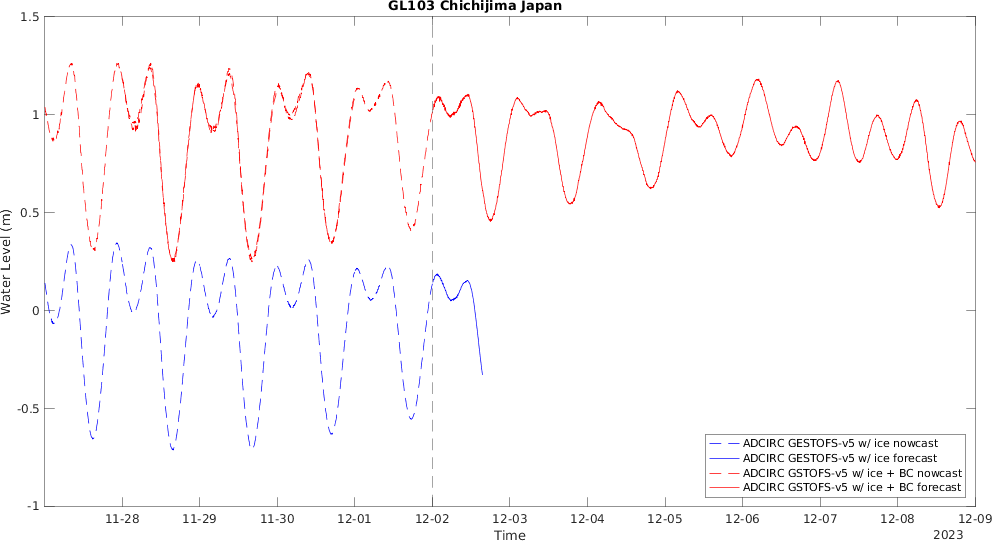 GL103 Chichijima Japan
1.5
1
0.5
0
-0.5
-1
Water Level (m)
ADCIRC GESTOFS-v5 w/ ice nowcast
ADCIRC GESTOFS-v5 w/ ice forecast
ADCIRC GSTOFS-v5 w/ ice + BC nowcast
ADCIRC GSTOFS-v5 w/ ice + BC forecast
11-28 11-29 11-30 12-01 12-02 12-03 12-04 12-05 12-06 12-07 12-08 12-09
Time
2023